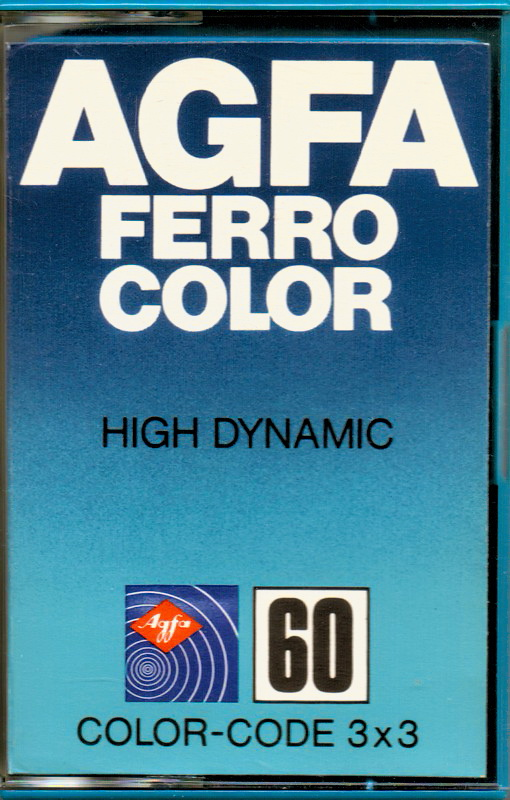 AGFA
FERRO
COLOR
HIGH DYNAMIC
Agfa
60
COLOR-CODE 3x3